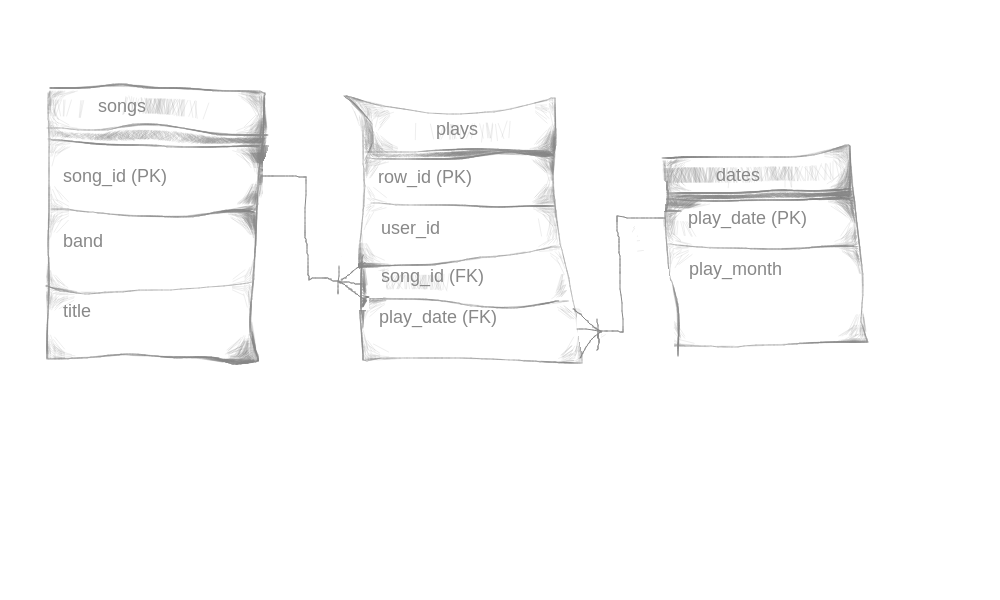 songs
song_id (PK)
band
title
plays
row_id (PK)
user_id
song_id (FK)
play_date (FK)
dates
play_date (PK)
play_month